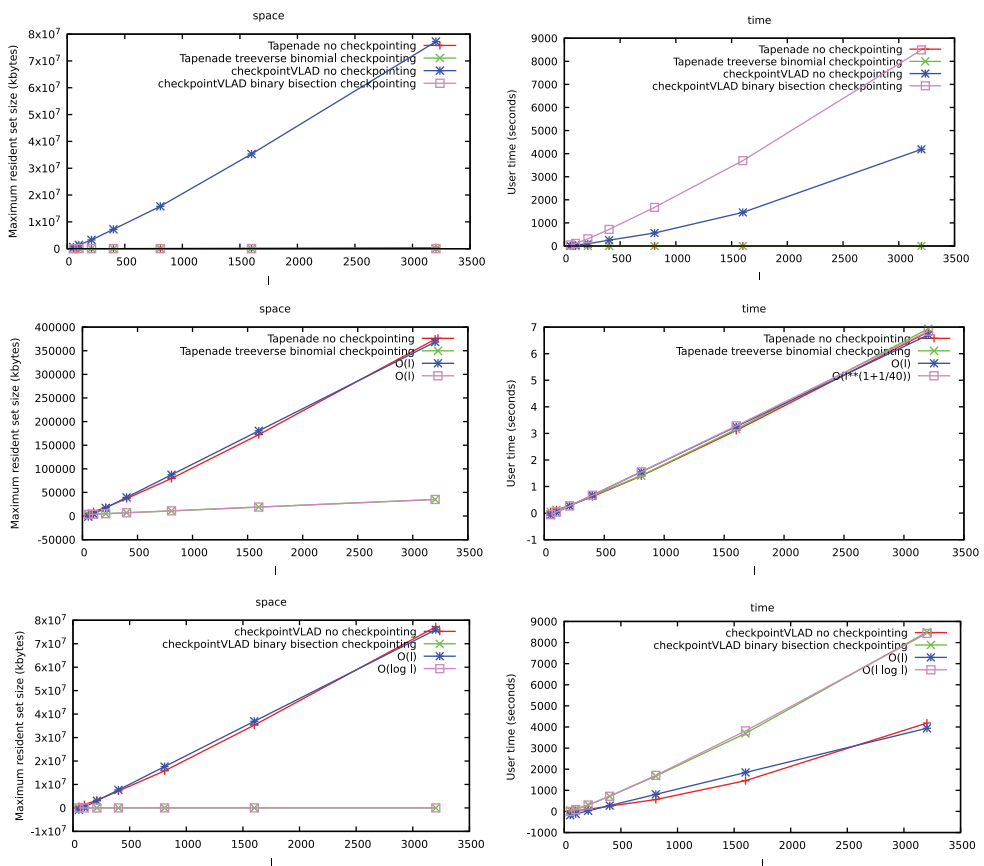 space
Maximum resident set size (kbytes)
8x10^7
7x10^7
6x10^7
5x10^7
4x10^7
3x10^7
2x10^7
1x10^7
0
0 500 1000 1500 2000 2500 3000 3500
l
Tapenade no checkpointing
Tapenade treeverse binomial checkpointing
checkpointVLAD no checkpointing
checkpointVLAD binary bisection checkpointing
time
User time (seconds)
9000
8000
7000
6000
5000
4000
3000
2000
1000
0
0 500 1000 1500 2000 2500 3000 3500
l
Tapenade no checkpointing
Tapenade treeverse binomial checkpointing
checkpointVLAD no checkpointing
checkpointVLAD binary bisection checkpointing
space
Maximum resident set size (kbytes)
400000
350000
300000
250000
200000
150000
100000
50000
0
-50000
0 500 1000 1500 2000 2500 3000 3500
l
Tapenade no checkpointing
Tapenade treeverse binomial checkpointing
O(l)
O(l)
time
User time (seconds)
7
6
5
4
3
2
1
0
-1
0 500 1000 1500 2000 2500 3000 3500
l
Tapenade no checkpointing
Tapenade treeverse binomial checkpointing
O(l)
O(l**(1+1/40))
space
Maximum resident set size (kbytes)
8x10^7
7x10^7
6x10^7
5x10^7
4x10^7
3x10^7
2x10^7
1x10^7
0
-1x10^7
0 500 1000 1500 2000 2500 3000 3500
l
checkpointVLAD no checkpointing
checkpointVLAD binary bisection checkpointing
O(l)
O(log l)
time
User time (seconds)
9000
8000
7000
6000
5000
4000
3000
2000
1000
0
-1000
0 500 1000 1500 2000 2500 3000 3500
l
checkpointVLAD no checkpointing
checkpointVLAD binary bisection checkpointing
O(l)
O(l log l)